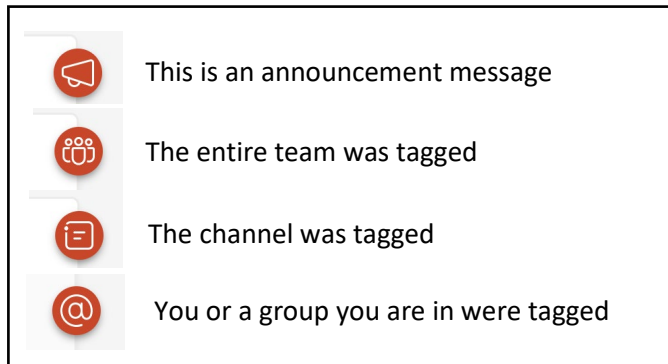 This is an announcement message
The entire team was tagged
The channel was tagged
@ You or a group you are in were tagged